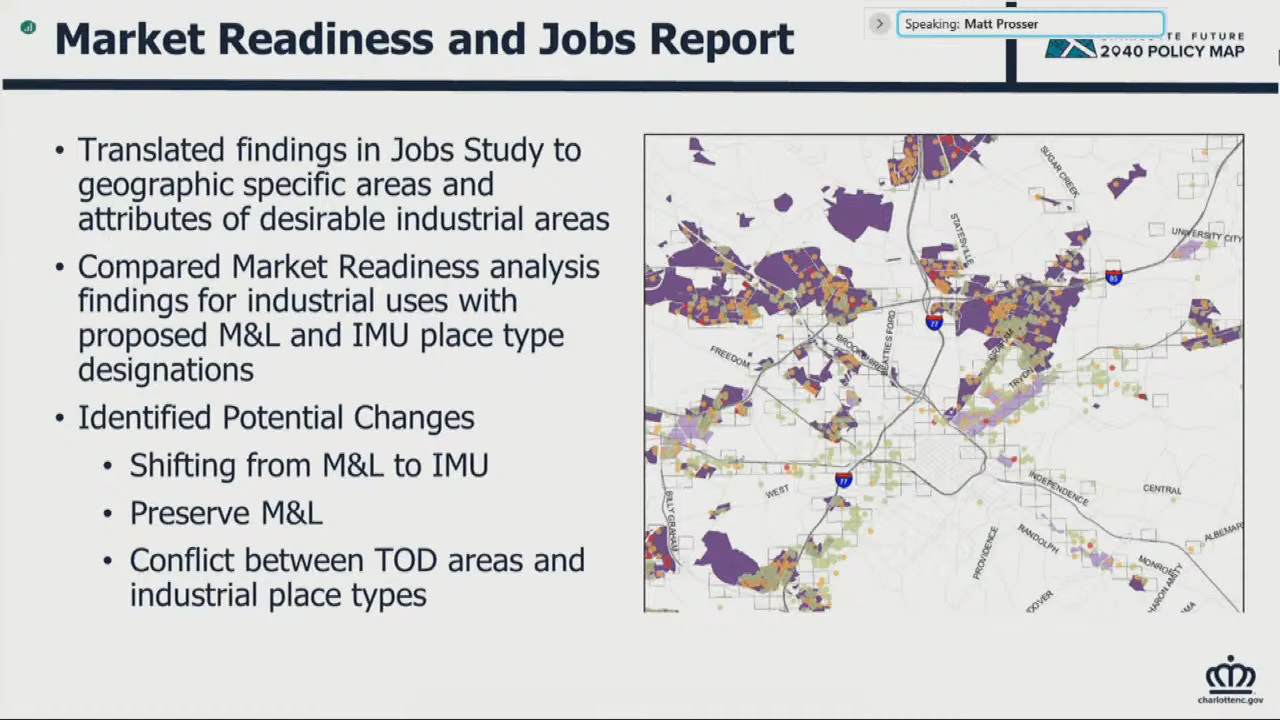 Market Readiness and Jobs Report
Speaking: Matt Prosser
FUTURE
2040 POLICY MAP
• Translated findings in Jobs Study to
geographic specific areas and
attributes of desirable industrial areas
• Compared Market Readiness analysis
findings for industrial uses with
proposed M&L and IMU place type
designations
• Identified Potential Changes
• Shifting from M&L to IMU
• Preserve M&L
• Conflict between TOD areas and
industrial place types
SUGAR CREEK
STATESVILLE
UNIVERSITY CITY
85
77
BEATTIES FORD
BROOKSHIRE
GRAHAM
FREEDOM
TRYON
77
WEST
INDEPENDENCE
CENTRAL
BILLY GRAHAM
PROVIDENCE
RANDOLPH
MONROE
charlottenc.gov